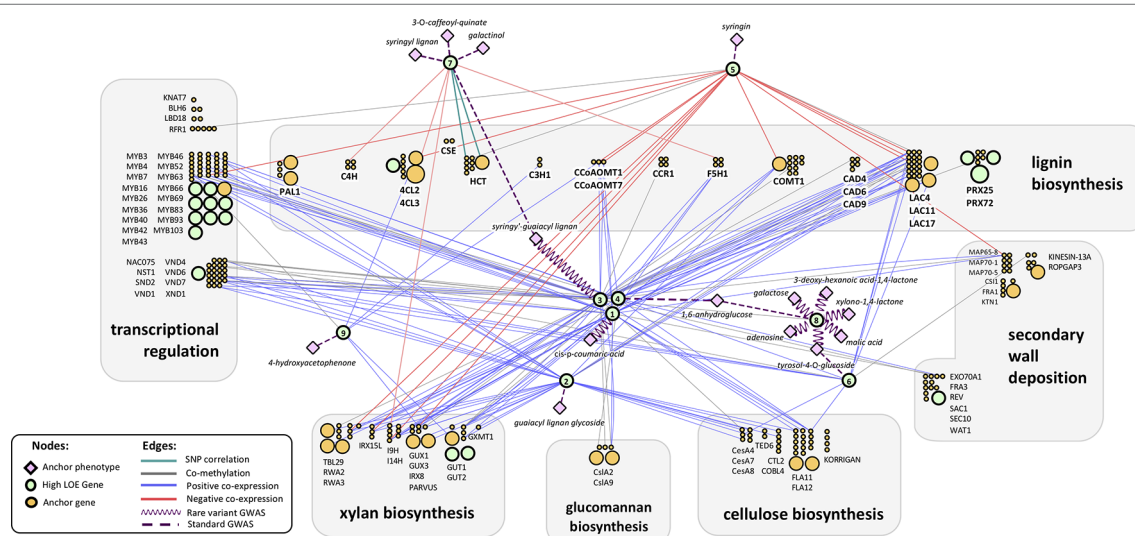 3-O-caffeoyl-quinate
syringyl lignan
galactinol
syringin
7
5
KNAT7
BLH6
LBD18
RFR1
MYB3 MYB46
MYB4 MYB52
MYB7 MYB63
MYB16 MYB66
MYB26 MYB69
MYB36 MYB83
MYB40 MYB93
MYB42 MYB103
MYB43
NAC075 VND4
NST1 VND6
SND2 VND7
VND1 XND1
transcriptional
regulation
PAL1
C4H
4CL2
4CL3
CSE
HCT
C3H1
CCoAOMT1
CCoAOMT7
CCR1
F5H1
COMT1
CAD4
CAD6
CAD9
LAC4
LAC11
LAC17
PRX25
PRX72
lignin
biosynthesis
syringyl'-guaiacyl lignan
3
4
1
9
4-hydroxyacetophenone
cis-p-coumaric-acid
1,6-anhydroglucose
3-deoxy-hexanoic acid-1,4-lactone
galactose
xylono-1,4-lactone
8
adenosine
malic acid
tyrosol-4-O-glucoside
2
6
guaiacyl lignan glycoside
MAP65-8
MAP70-1
MAP70-5
CSI1
FRA1
KTN1
KINESIN-13A
ROPGAP3
secondary
wall
deposition
EXO70A1
FRA3
REV
SAC1
SEC10
WAT1
TBL29
RWA2
RWA3
IRX15L
I9H
I14H
GUX1
GUX3
IRX8
PARVUS
GXMT1
GUT1
GUT2
xylan biosynthesis
CslA2
CslA9
glucomannan
biosynthesis
CesA4
CesA7
CesA8
TED6
CTL2
COBL4
FLA11
FLA12
KORRIGAN
cellulose biosynthesis
Nodes:
Anchor phenotype
High LOE Gene
Anchor gene
Edges:
SNP correlation
Co-methylation
Positive co-expression
Negative co-expression
Rare variant GWAS
Standard GWAS